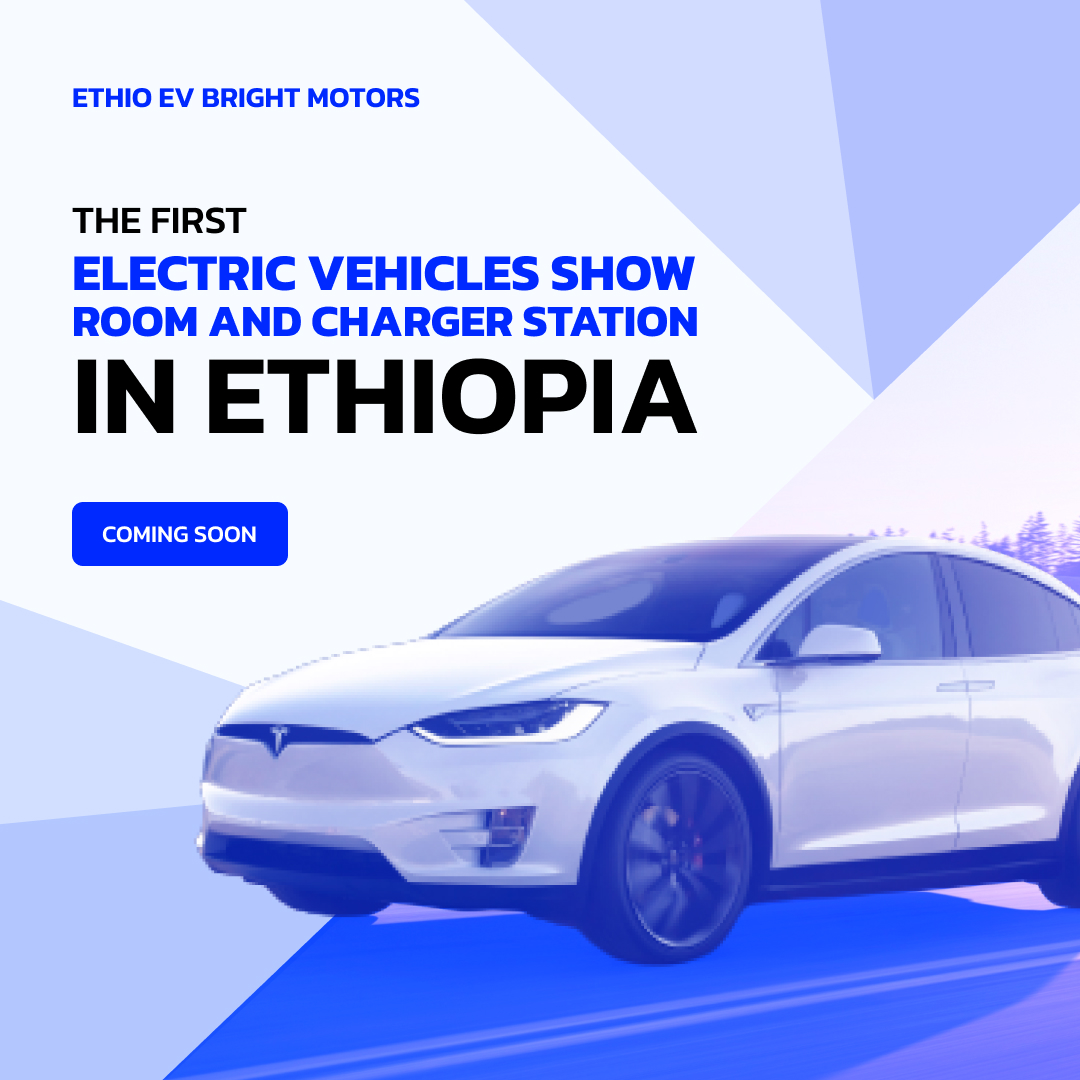 ETHIO EV BRIGHT MOTORS
THE FIRST
ELECTRIC VEHICLES SHOW
ROOM AND CHARGER STATION
IN ETHIOPIA
COMING SOON